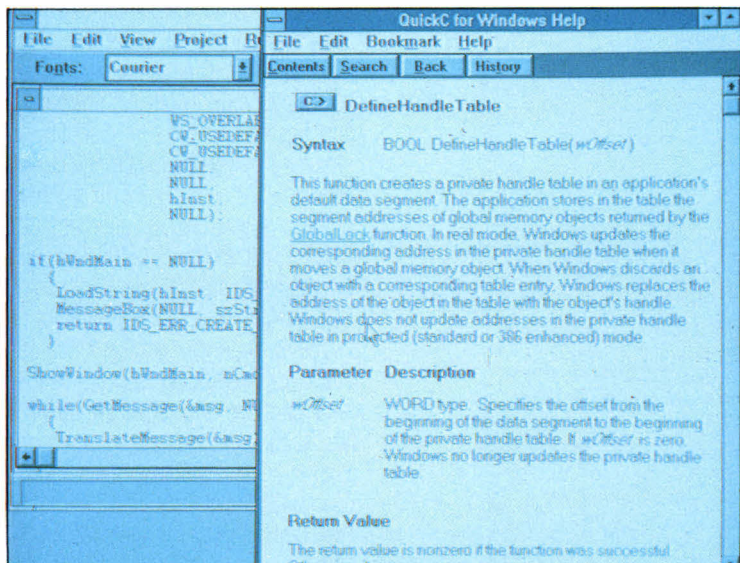 File Edit View Project R
Fonts: Courier
WS_OVERLAP
CW_USEDEFA
CW_USEDEFA
NULL,
NULL,
hInst,
NULL);
if(hWndMain == NULL)
{
LoadString(hInst, IDS_
MessageBox(NULL, szStr
return IDS_ERR_CREATE_
}
ShowWindow(hWndMain, nCmd
while(GetMessage(&msg, NU
{
TranslateMessage(&msg
QuickC for Windows Help
File Edit Bookmark Help
Contents Search Back History
C:> DefineHandleTable
Syntax BOOL DefineHandleTable(wOffset)
This function creates a private handle table in an application's
default data segment. The application stores in the table the
segment addresses of global memory objects returned by the
GlobalLock function. In real mode, Windows updates the
corresponding address in the private handle table when it
moves a global memory object. When Windows discards an
object with a corresponding table entry, Windows replaces the
address of the object in the table with the object's handle.
Windows does not update addresses in the private handle
table in protected (standard or 386 enhanced) mode.
Parameter Description
wOffset WORD type. Specifies the offset from the
beginning of the data segment to the beginning
of the private handle table. If wOffset is zero,
Windows no longer updates the private handle
table.
Return Value
The return value is nonzero if the function was successful.